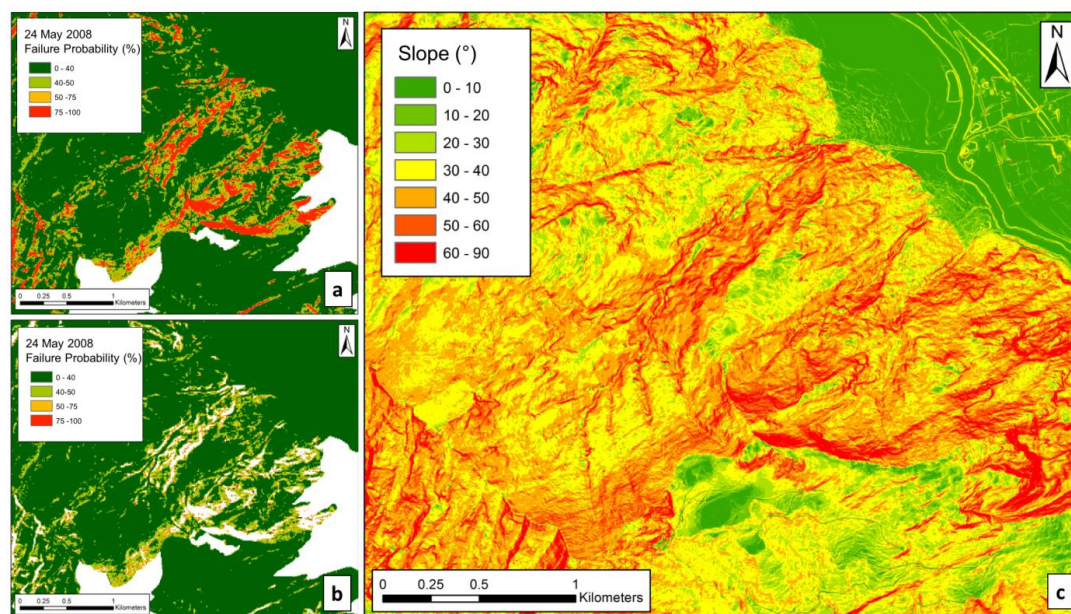 24 May 2008
Failure Probability (%)
0 - 40
40-50
50 -75
75 -100
N
0 0.25 0.5 1
Kilometers
a
24 May 2008
Failure Probability (%)
0 - 40
40-50
50 -75
75 -100
N
0 0.25 0.5 1
Kilometers
b
Slope (°)
0 - 10
10 - 20
20 - 30
30 - 40
40 - 50
50 - 60
60 - 90
N
0 0.25 0.5 1
Kilometers
c